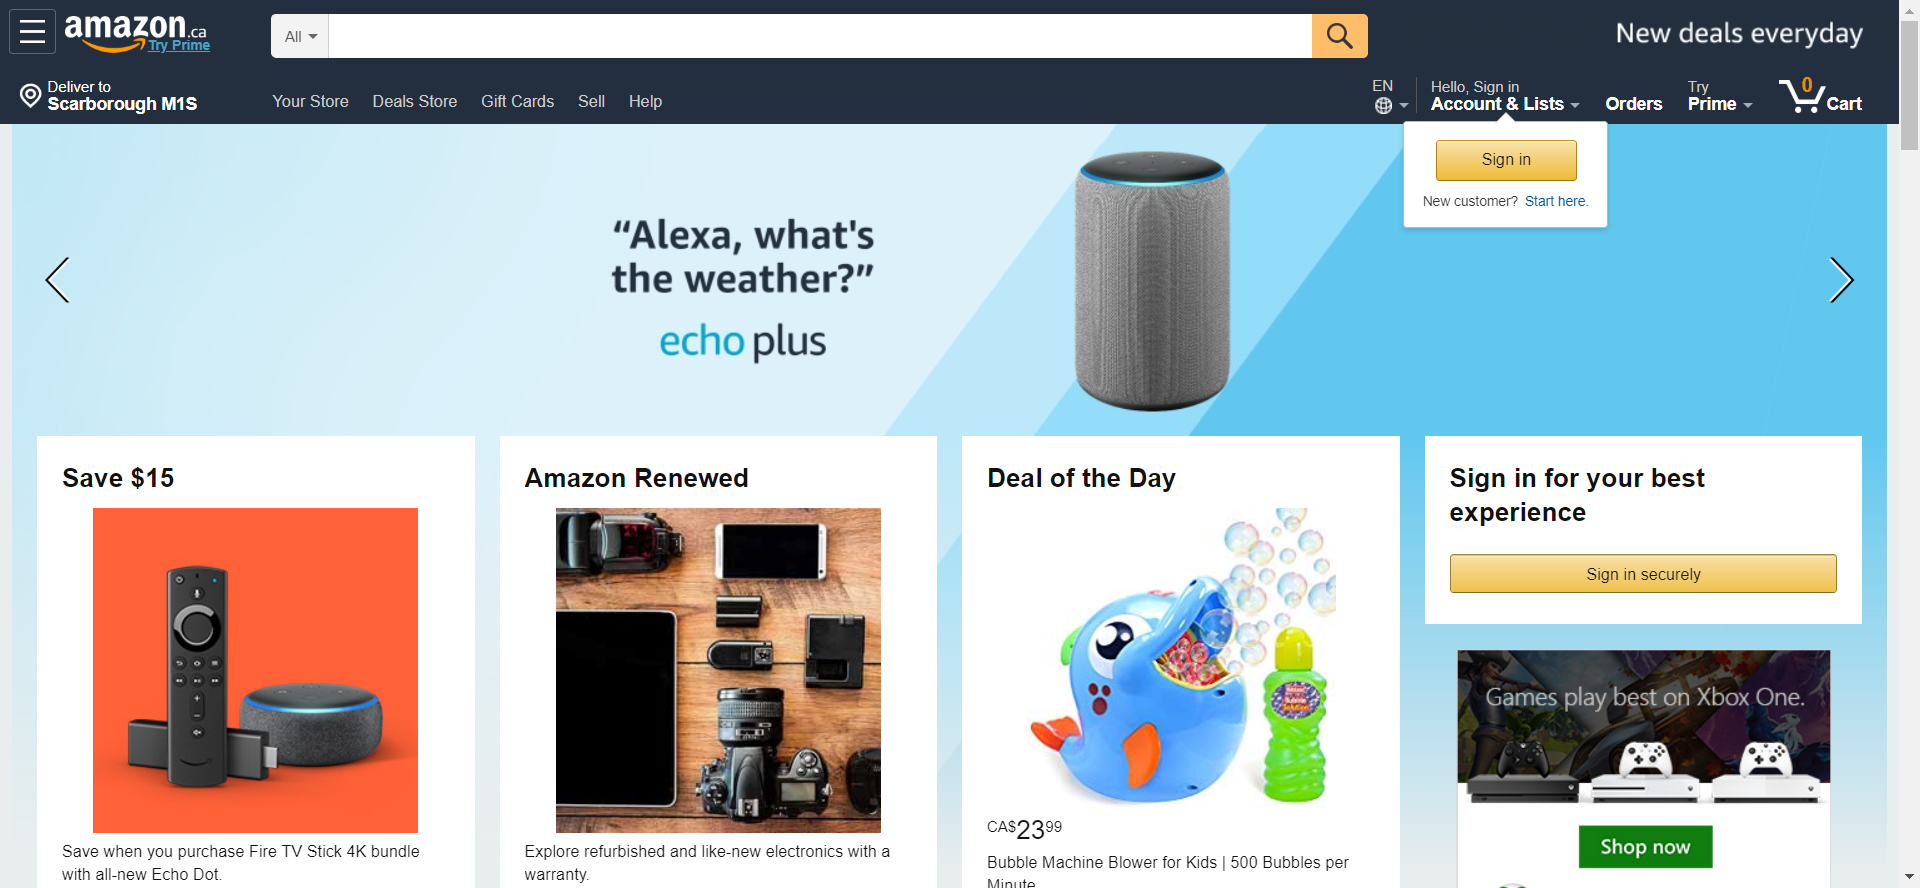 amazon.ca
Try Prime
All
New deals everyday
Deliver to
Scarborough M1S
Your Store
Deals Store
Gift Cards
Sell
Help
EN
Hello, Sign in
Account & Lists
Orders
Try
Prime
0
Cart
Sign in
New customer? Start here.
“Alexa, what's
the weather?”
echo plus
Save $15
Save when you purchase Fire TV Stick 4K bundle
with all-new Echo Dot.
Amazon Renewed
Explore refurbished and like-new electronics with a
warranty.
Deal of the Day
CA$2399
Bubble Machine Blower for Kids | 500 Bubbles per
Minute
Sign in for your best
experience
Sign in securely
Games play best on Xbox One.
Shop now